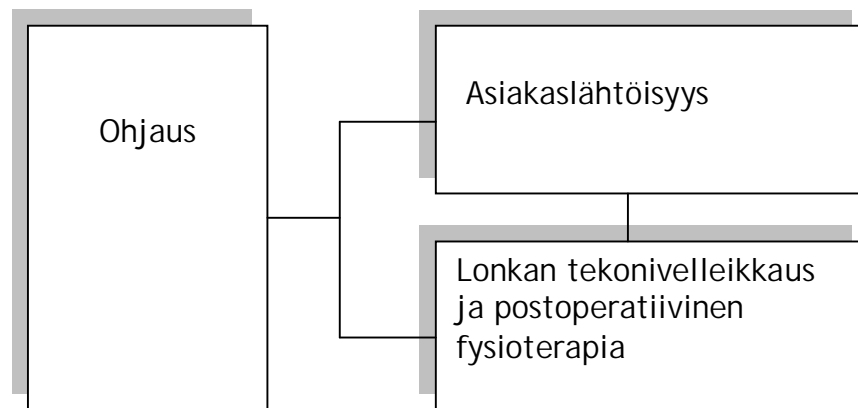 Ohjaus
Asiakaslähtöisyys
Lonkan tekonivelleikkaus
ja postoperatiivinen
fysioterapia